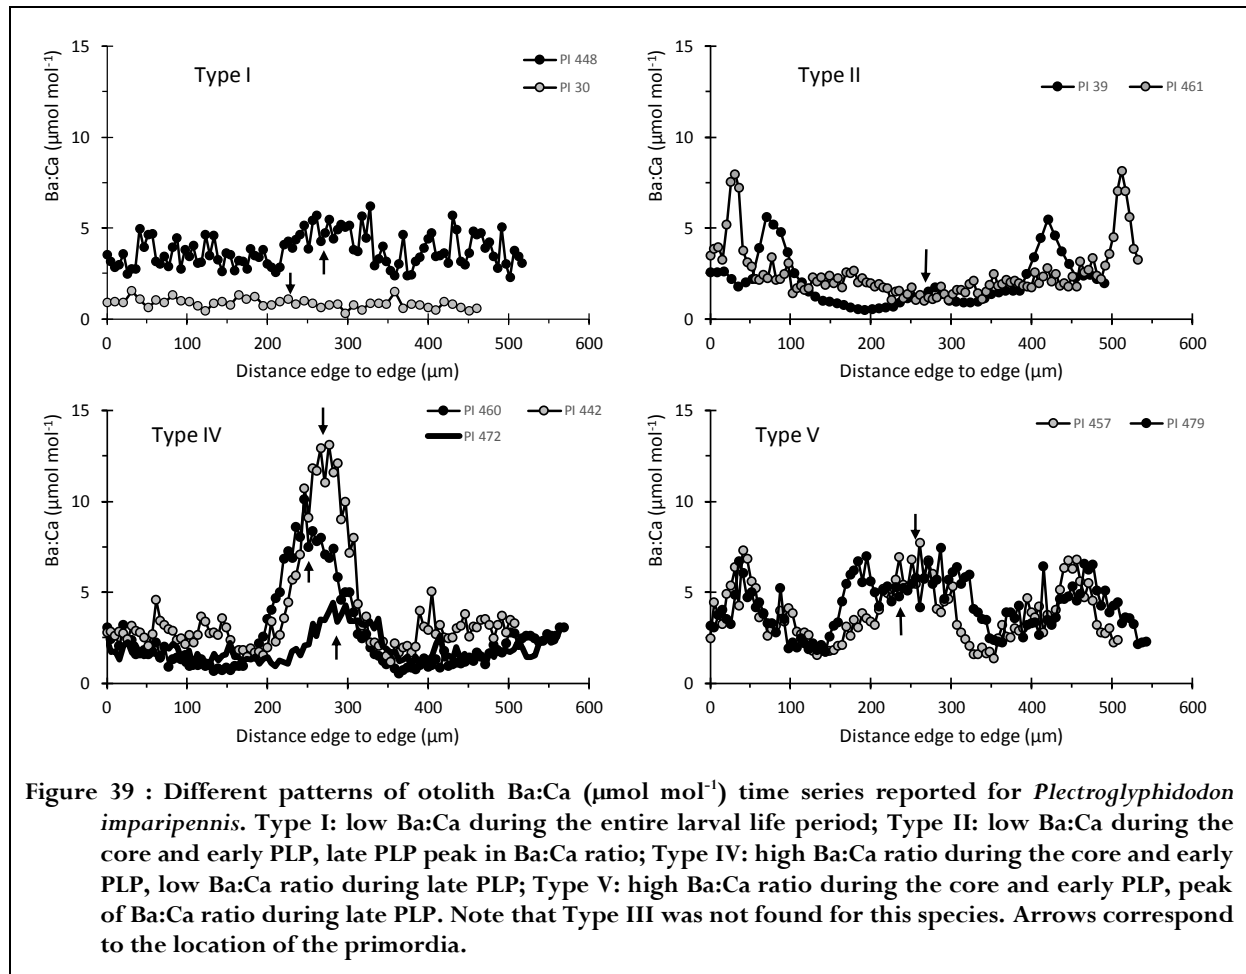 Type I
PI 448
PI 30
Ba:Ca (µmol mol⁻¹)
15
10
5
0
0 100 200 300 400 500 600
Distance edge to edge (µm)
Type II
PI 39 PI 461
Ba:Ca (µmol mol⁻¹)
15
10
5
0
0 100 200 300 400 500 600
Distance edge to edge (µm)
Type IV
PI 460 PI 442
PI 472
Ba:Ca (µmol mol⁻¹)
15
10
5
0
0 100 200 300 400 500 600
Distance edge to edge (µm)
Type V
PI 457 PI 479
Ba:Ca (µmol mol⁻¹)
15
10
5
0
0 100 200 300 400 500 600
Distance edge to edge (µm)
Figure 39 : Different patterns of otolith Ba:Ca (µmol mol⁻¹) time series reported for Plectroglyphidodon
imparipennis. Type I: low Ba:Ca during the entire larval life period; Type II: low Ba:Ca during the
core and early PLP, late PLP peak in Ba:Ca ratio; Type IV: high Ba:Ca ratio during the core and early
PLP, low Ba:Ca ratio during late PLP; Type V: high Ba:Ca ratio during the core and early PLP, peak
of Ba:Ca ratio during late PLP. Note that Type III was not found for this species. Arrows correspond
to the location of the primordia.